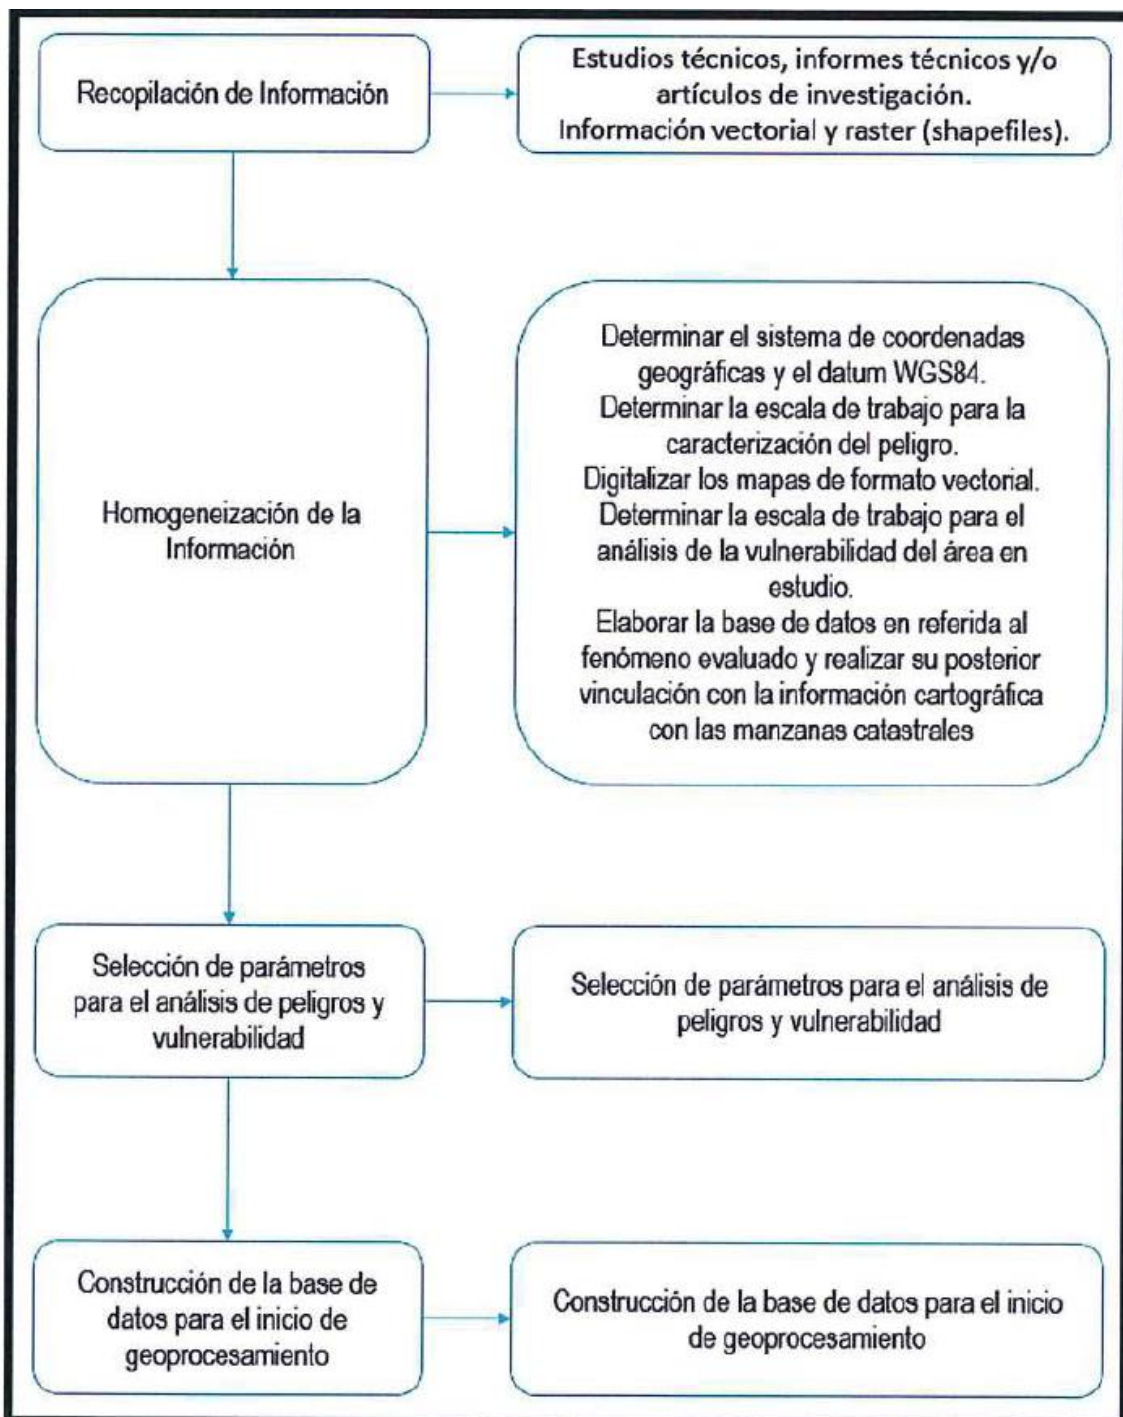 Recopilación de Información
Estudios técnicos, informes técnicos y/o
artículos de investigación.
Información vectorial y raster (shapefiles).
Homogeneización de la
Información
Determinar el sistema de coordenadas
geográficas y el datum WGS84.
Determinar la escala de trabajo para la
caracterización del peligro.
Digitalizar los mapas de formato vectorial.
Determinar la escala de trabajo para el
análisis de la vulnerabilidad del área en
estudio.
Elaborar la base de datos en referida al
fenómeno evaluado y realizar su posterior
vinculación con la información cartográfica
con las manzanas catastrales
Selección de parámetros
para el análisis de peligros y
vulnerabilidad
Selección de parámetros para el análisis de
peligros y vulnerabilidad
Construcción de la base de
datos para el inicio de
geoprocesamiento
Construcción de la base de datos para el inicio
de geoprocesamiento